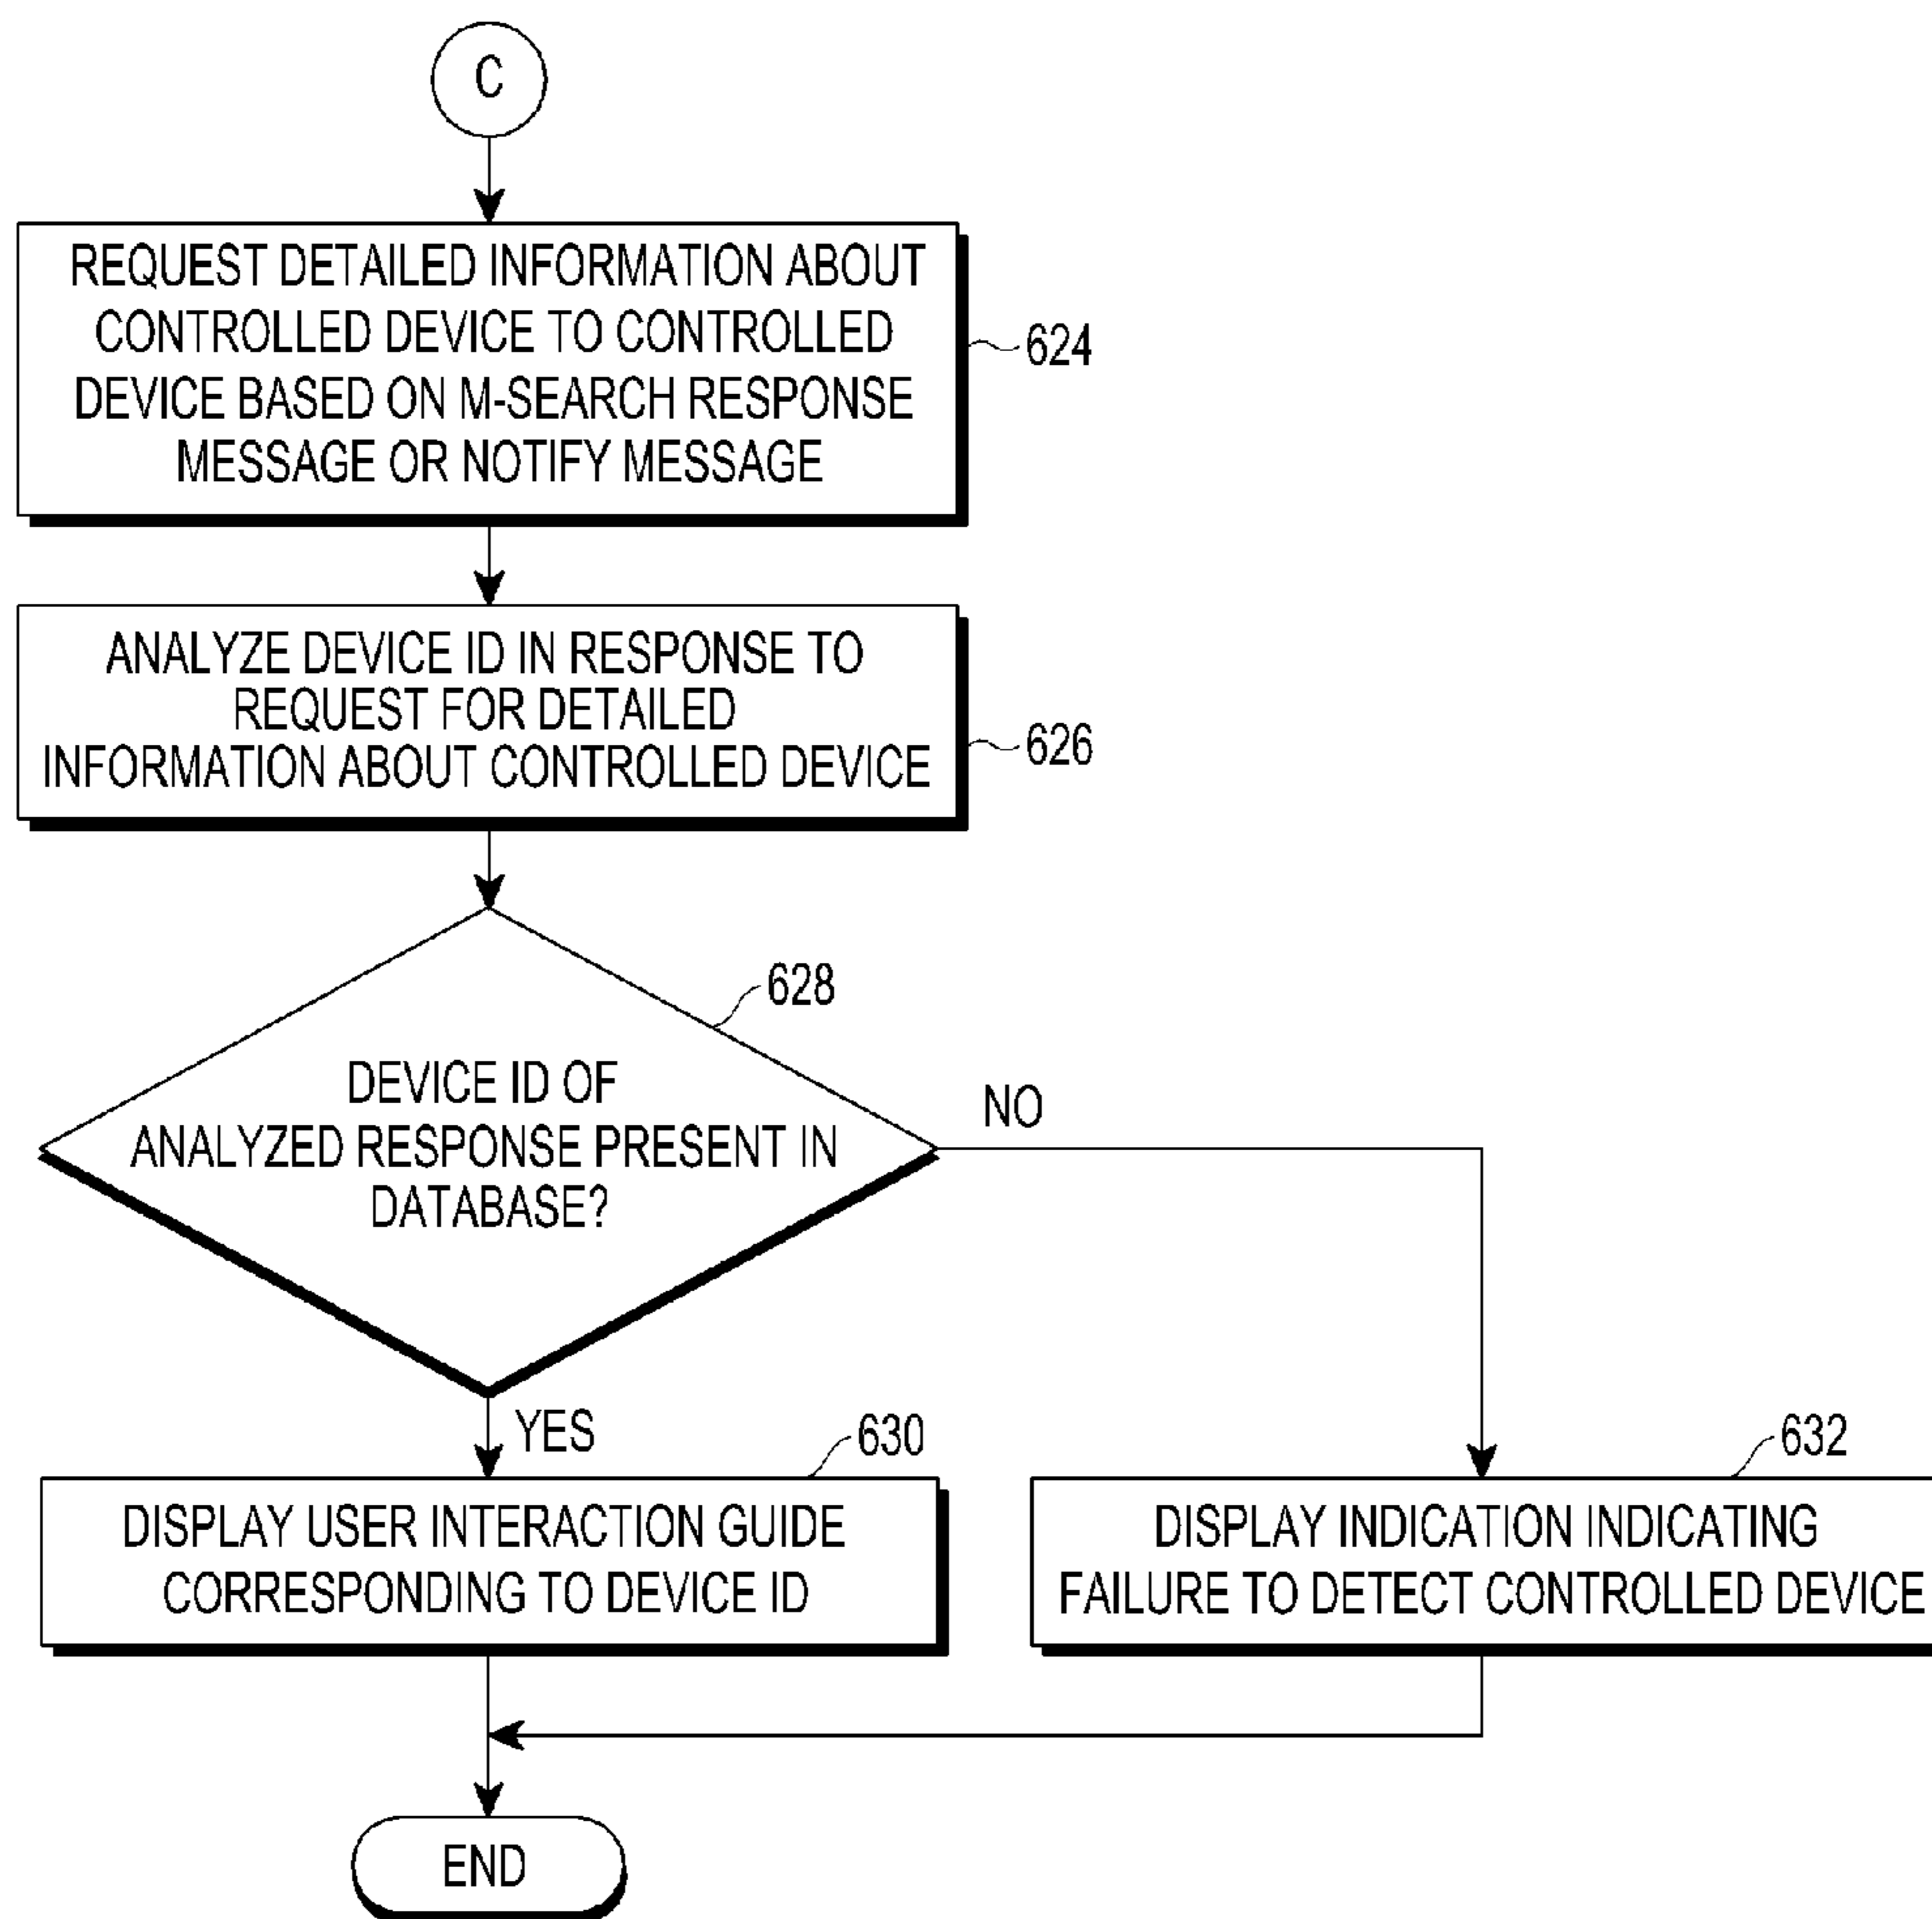 C
REQUEST DETAILED INFORMATION ABOUT
CONTROLLED DEVICE TO CONTROLLED
DEVICE BASED ON M-SEARCH RESPONSE
MESSAGE OR NOTIFY MESSAGE
624
ANALYZE DEVICE ID IN RESPONSE TO
REQUEST FOR DETAILED
INFORMATION ABOUT CONTROLLED DEVICE
626
628
DEVICE ID OF
ANALYZED RESPONSE PRESENT IN
DATABASE?
NO
YES
630
DISPLAY USER INTERACTION GUIDE
CORRESPONDING TO DEVICE ID
632
DISPLAY INDICATION INDICATING
FAILURE TO DETECT CONTROLLED DEVICE
END